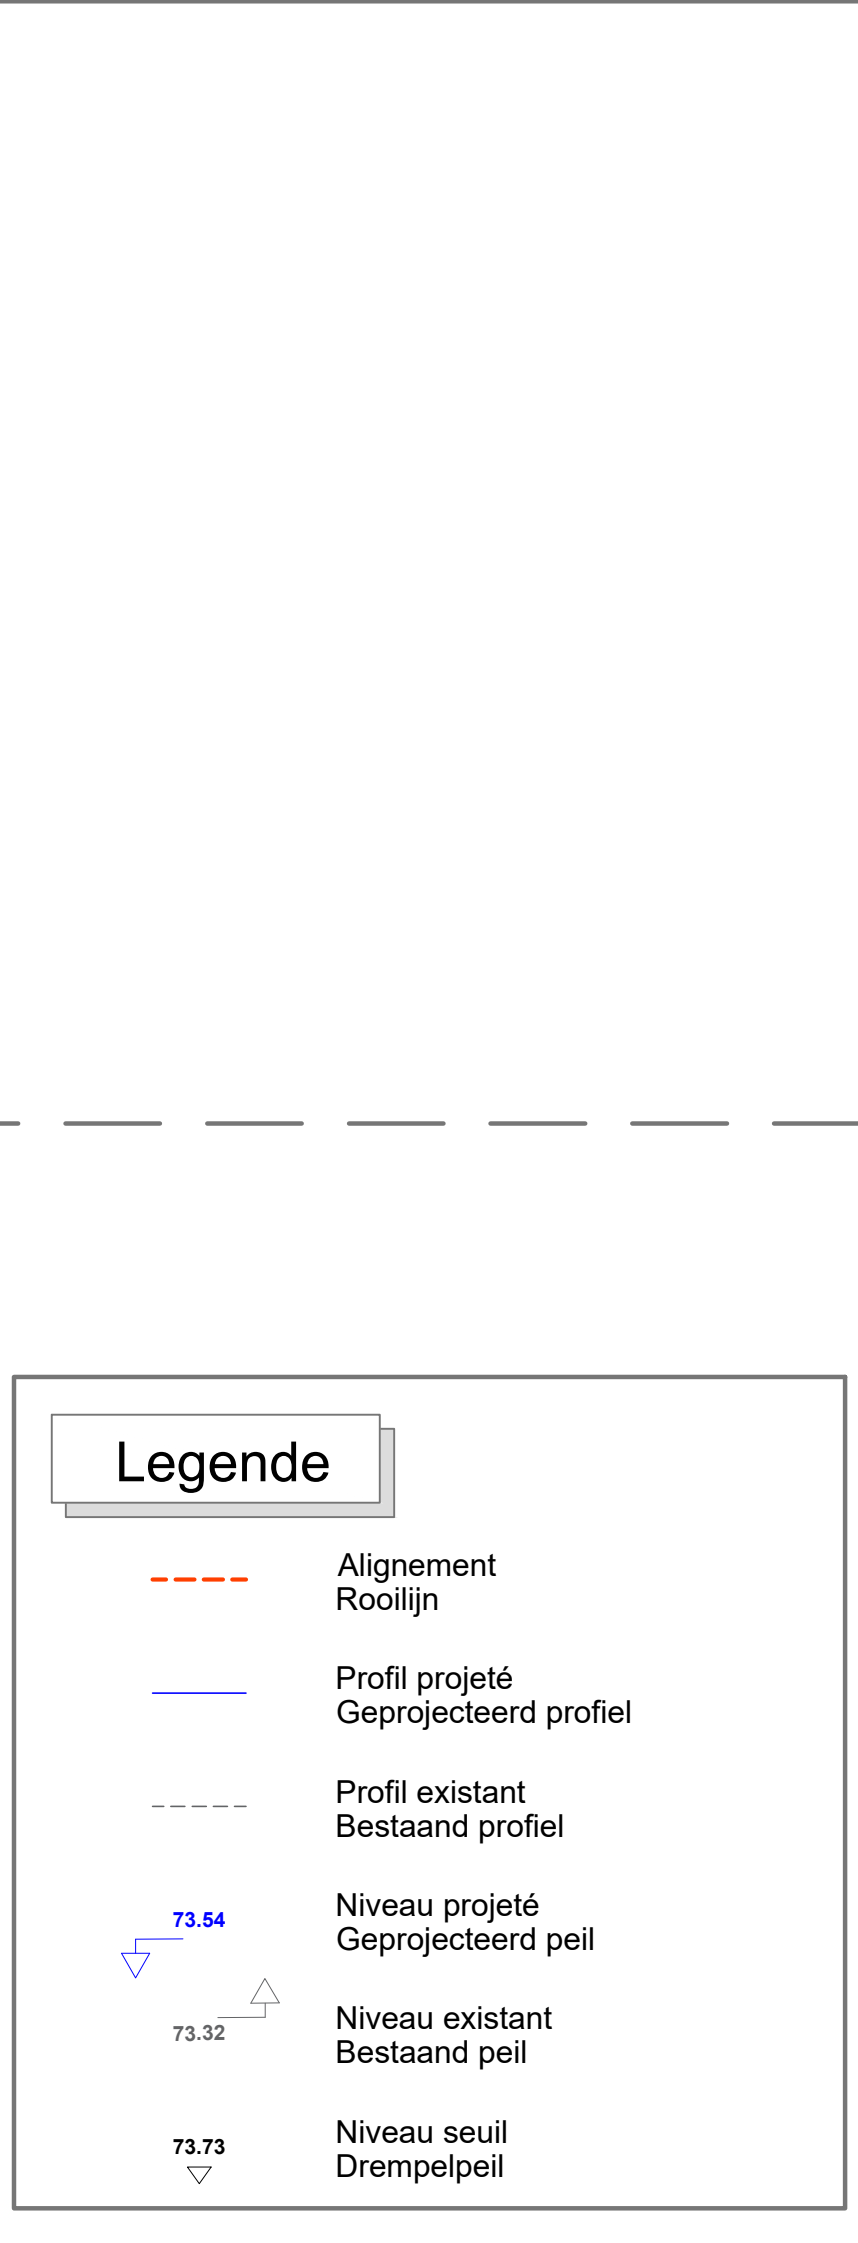 Legende
Alignement
Rooilijn
Profil projeté
Geprojecteerd profiel
Profil existant
Bestaand profiel
73.54
Niveau projeté
Geprojecteerd peil
73.32
Niveau existant
Bestaand peil
73.73
Niveau seuil
Drempelpeil